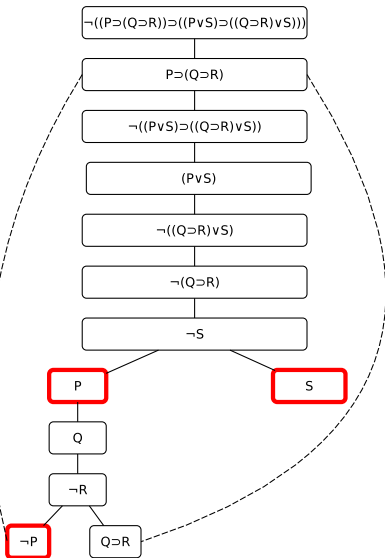 ¬((P⊃(Q⊃R))⊃((P∨S)⊃((Q⊃R)∨S)))
P⊃(Q⊃R)
¬((P∨S)⊃((Q⊃R)∨S))
(P∨S)
¬((Q⊃R)∨S)
¬(Q⊃R)
¬S
P
S
Q
¬R
¬P
Q⊃R